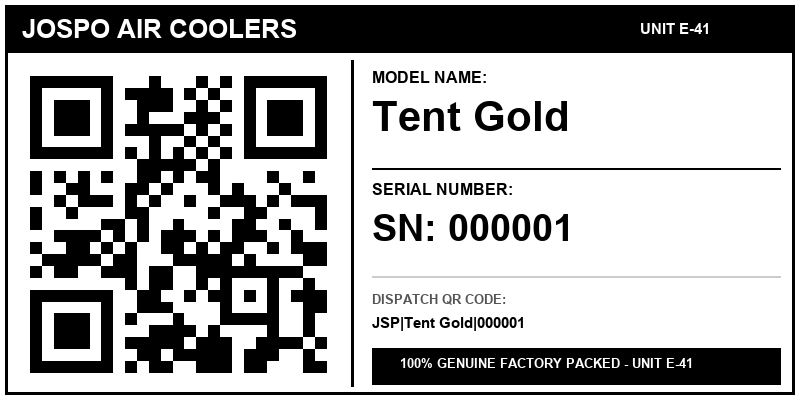 JOSPO AIR COOLERS
UNIT E-41
MODEL NAME:
Tent Gold
SERIAL NUMBER:
SN: 000001
DISPATCH QR CODE:
JSP|Tent Gold|000001
100% GENUINE FACTORY PACKED - UNIT E-41